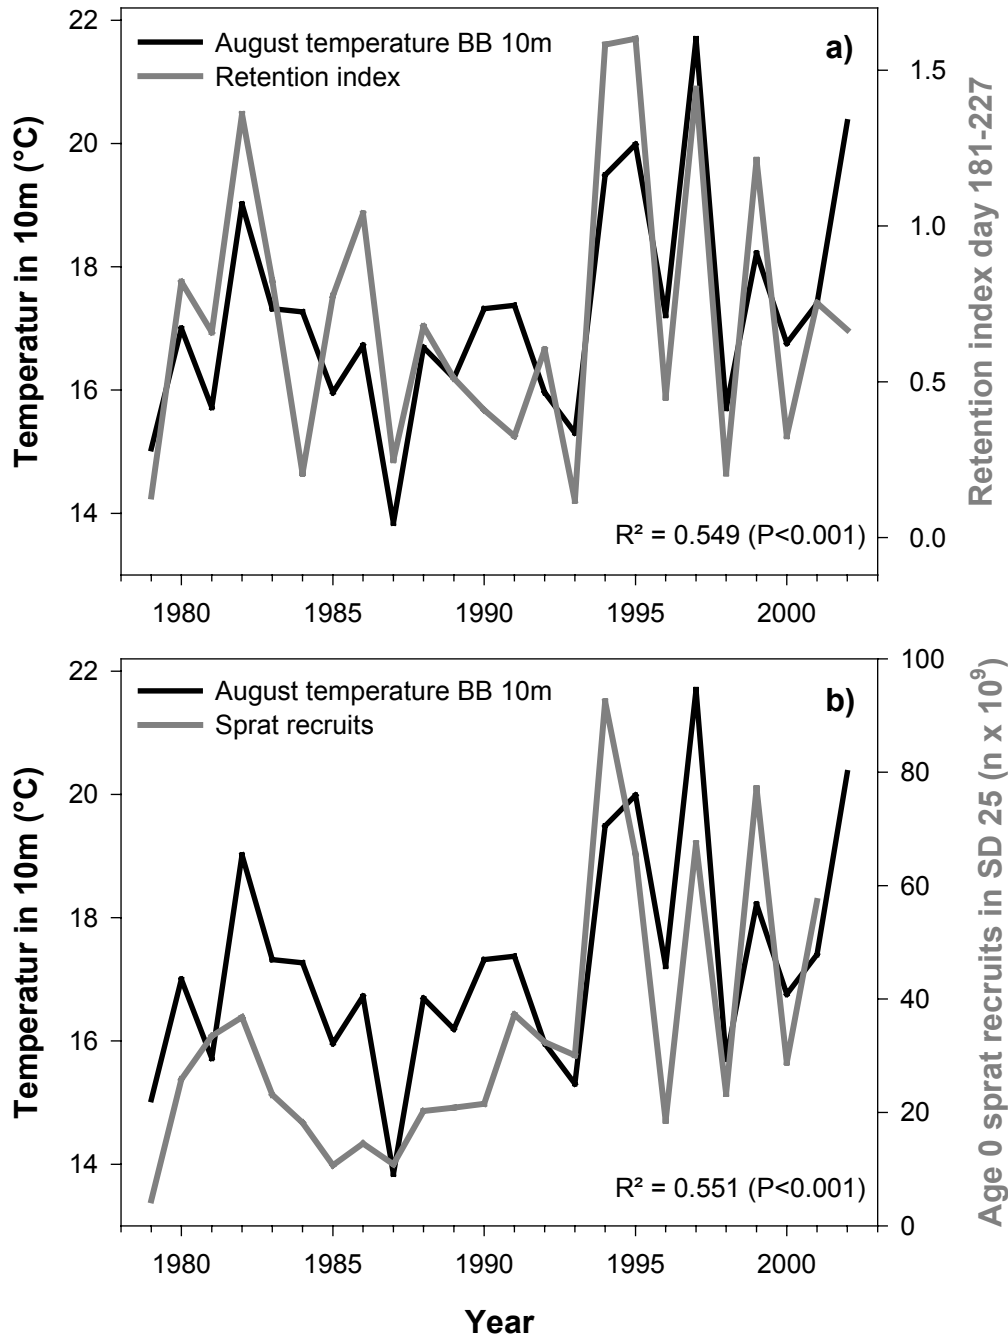 22
20
18
16
14
Temperatur in 10m (°C)
August temperature BB 10m
Retention index
a)
1.5
1.0
0.5
0.0
Retention index day 181-227
R² = 0.549 (P<0.001)
1980
1985
1990
1995
2000
22
20
18
16
14
Temperatur in 10m (°C)
August temperature BB 10m
Sprat recruits
b)
100
80
60
40
20
0
Age 0 sprat recruits in SD 25 (n x 10⁹)
R² = 0.551 (P<0.001)
1980
1985
1990
1995
2000
Year